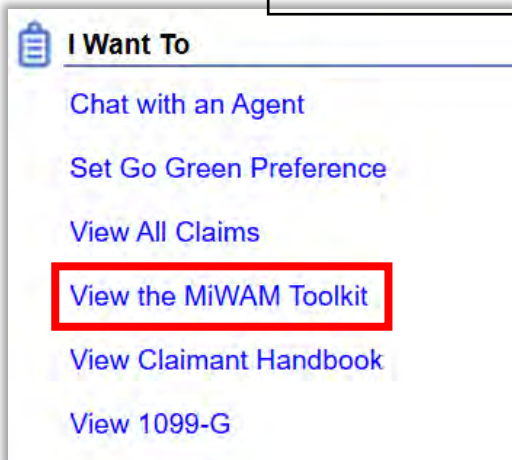 I Want To
Chat with an Agent
Set Go Green Preference
View All Claims
View the MiWAM Toolkit
View Claimant Handbook
View 1099-G